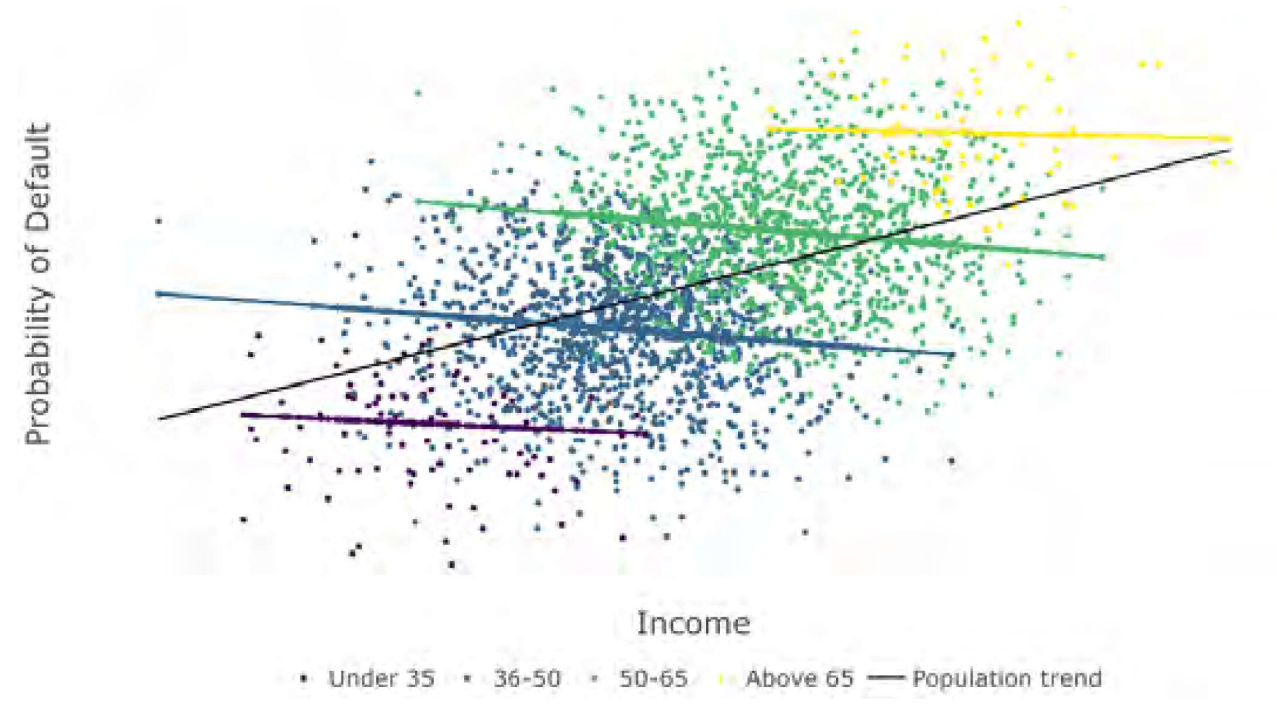 Probability of Default
Income
Under 35 36-50 50-65 Above 65 Population trend